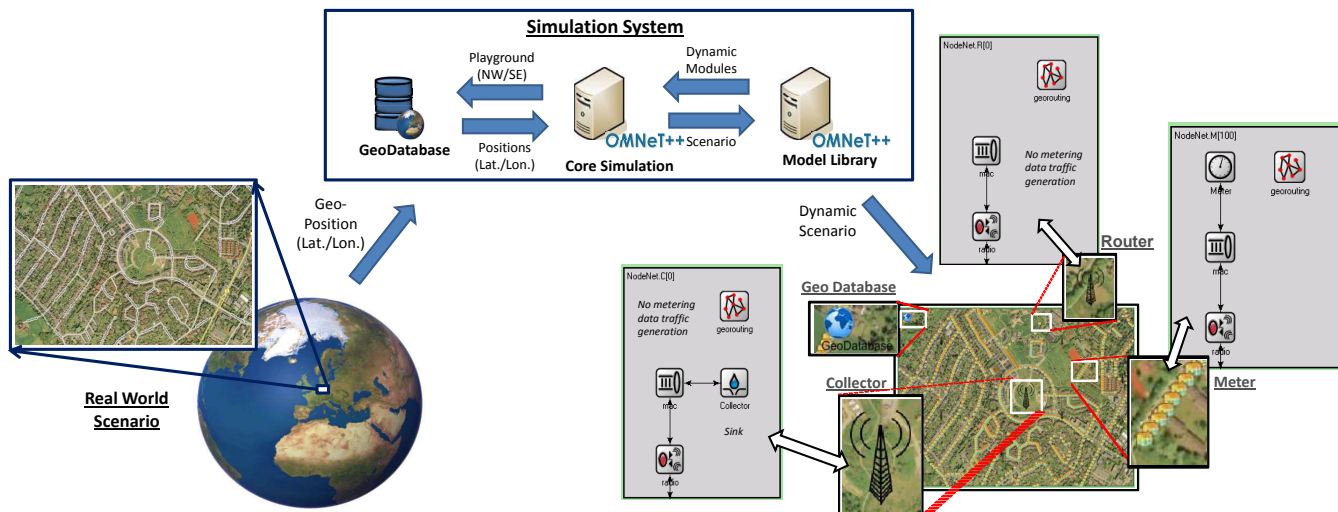 Simulation System
Playground
(NW/SE)
Dynamic
Modules
GeoDatabase
Positions
(Lat./Lon.)
OMNeT++
Core Simulation
Scenario
OMNeT++
Model Library
Geo-
Position
(Lat./Lon.)
Real World
Scenario
Dynamic
Scenario
NodeNet.R[0]
georouting
mac
No metering
data traffic
generation
radio
Router
NodeNet.M[100]
Meter
georouting
mac
radio
Meter
NodeNet.C[0]
No metering
data traffic
generation
georouting
mac
Collector
Sink
radio
Geo Database
GeoDatabase
Collector